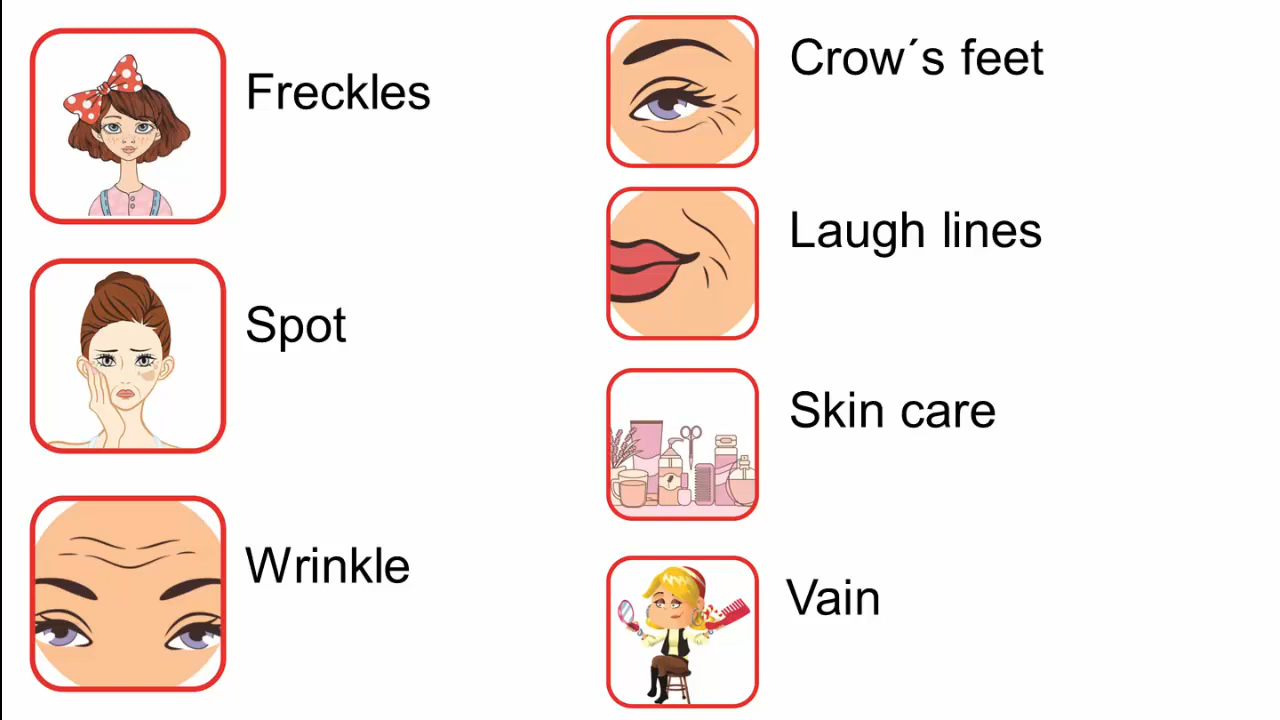 Freckles
Spot
Wrinkle
Crow´s feet
Laugh lines
Skin care
Vain